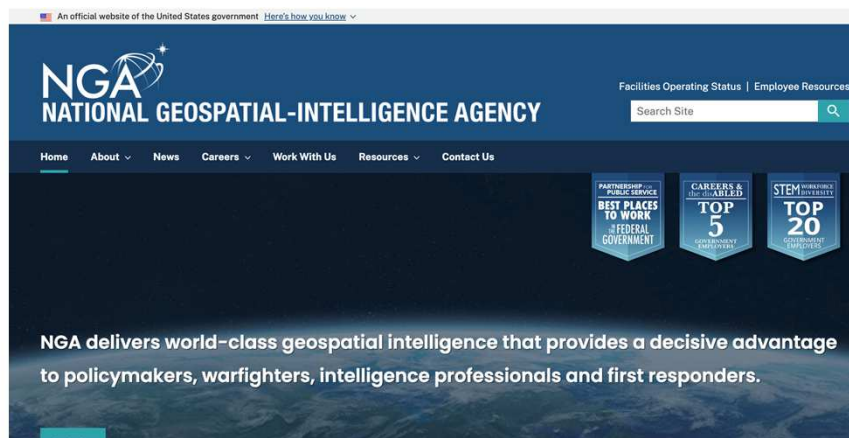 An official website of the United States government Here's how you know
NGA
NATIONAL GEOSPATIAL-INTELLIGENCE AGENCY
Facilities Operating Status | Employee Resources
Search Site
Home About News Careers Work With Us Resources Contact Us
PARTNERSHIP FOR
PUBLIC SERVICE
BEST PLACES
TO WORK
IN THE FEDERAL
GOVERNMENT
CAREERS &
the disABLED
TOP
5
GOVERNMENT
EMPLOYERS
STEM WORKFORCE
DIVERSITY
TOP
20
GOVERNMENT
EMPLOYERS
NGA delivers world-class geospatial intelligence that provides a decisive advantage
to policymakers, warfighters, intelligence professionals and first responders.